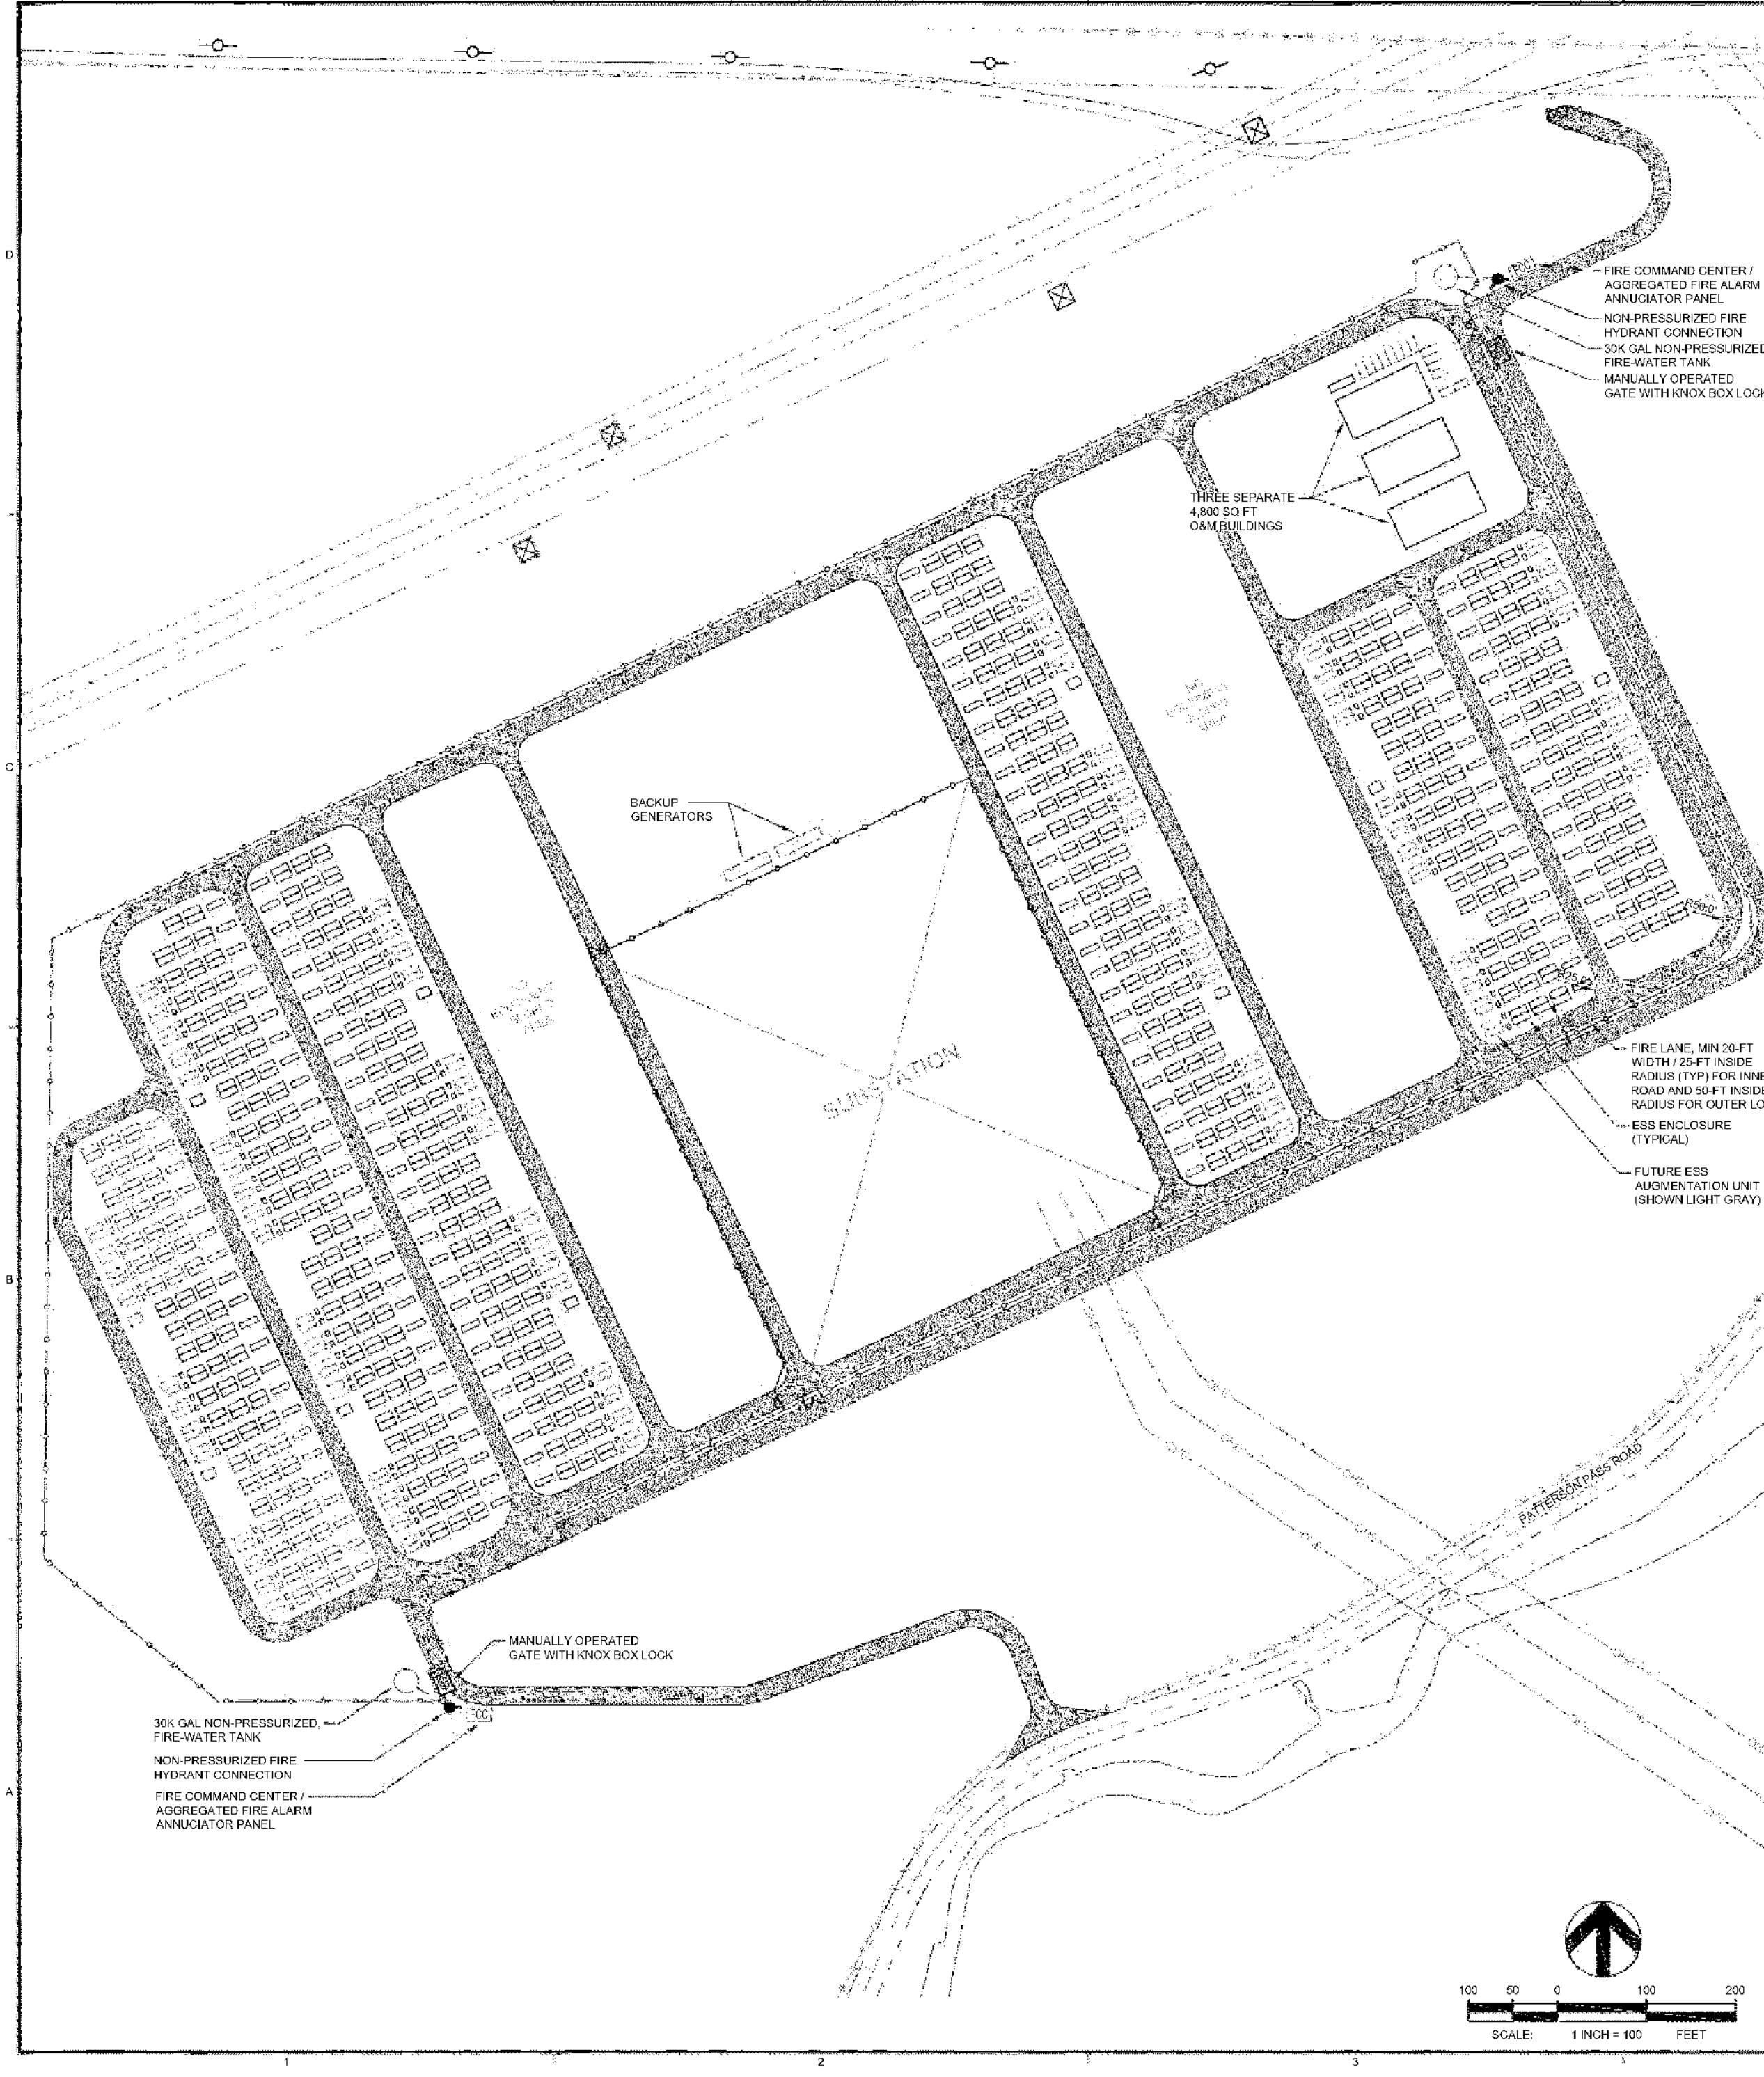 D
FIRE COMMAND CENTER /
AGGREGATED FIRE ALARM
ANNUCIATOR PANEL
NON-PRESSURIZED FIRE
HYDRANT CONNECTION
30K GAL NON-PRESSURIZED
FIRE-WATER TANK
MANUALLY OPERATED
GATE WITH KNOX BOX LOCK
THREE SEPARATE
4,800 SQ FT
O&M BUILDINGS
C
BACKUP
GENERATORS
R50.0'
R25.0'
SUBSTATION
FIRE LANE, MIN 20-FT
WIDTH / 25-FT INSIDE
RADIUS (TYP) FOR INNE
ROAD AND 50-FT INSIDE
RADIUS FOR OUTER LO
ESS ENCLOSURE
(TYPICAL)
FUTURE ESS
AUGMENTATION UNIT
(SHOWN LIGHT GRAY)
B
PATTERSON PASS ROAD
MANUALLY OPERATED
GATE WITH KNOX BOX LOCK
30K GAL NON-PRESSURIZED,
FIRE-WATER TANK
NON-PRESSURIZED FIRE
HYDRANT CONNECTION
FIRE COMMAND CENTER /
AGGREGATED FIRE ALARM
ANNUCIATOR PANEL
FCC
A
100 50 0 100 200
SCALE: 1 INCH = 100 FEET
1 2 3